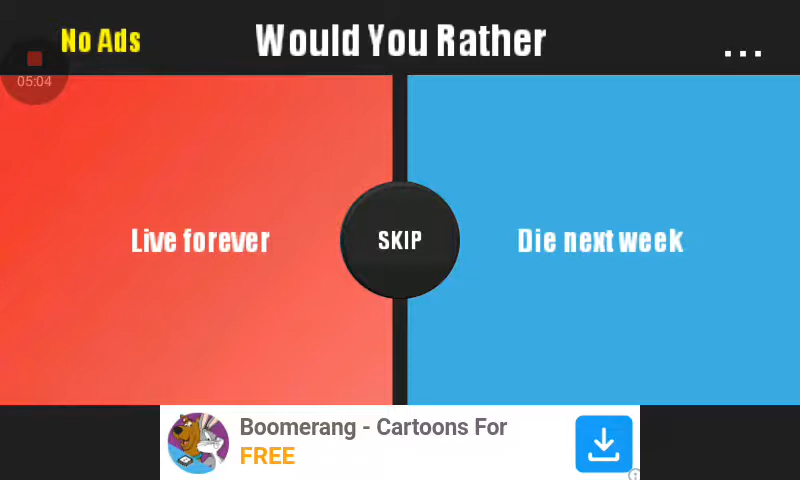 No Ads
Would You Rather
...
05:04
Live forever
SKIP
Die next week
Boomerang - Cartoons For
FREE